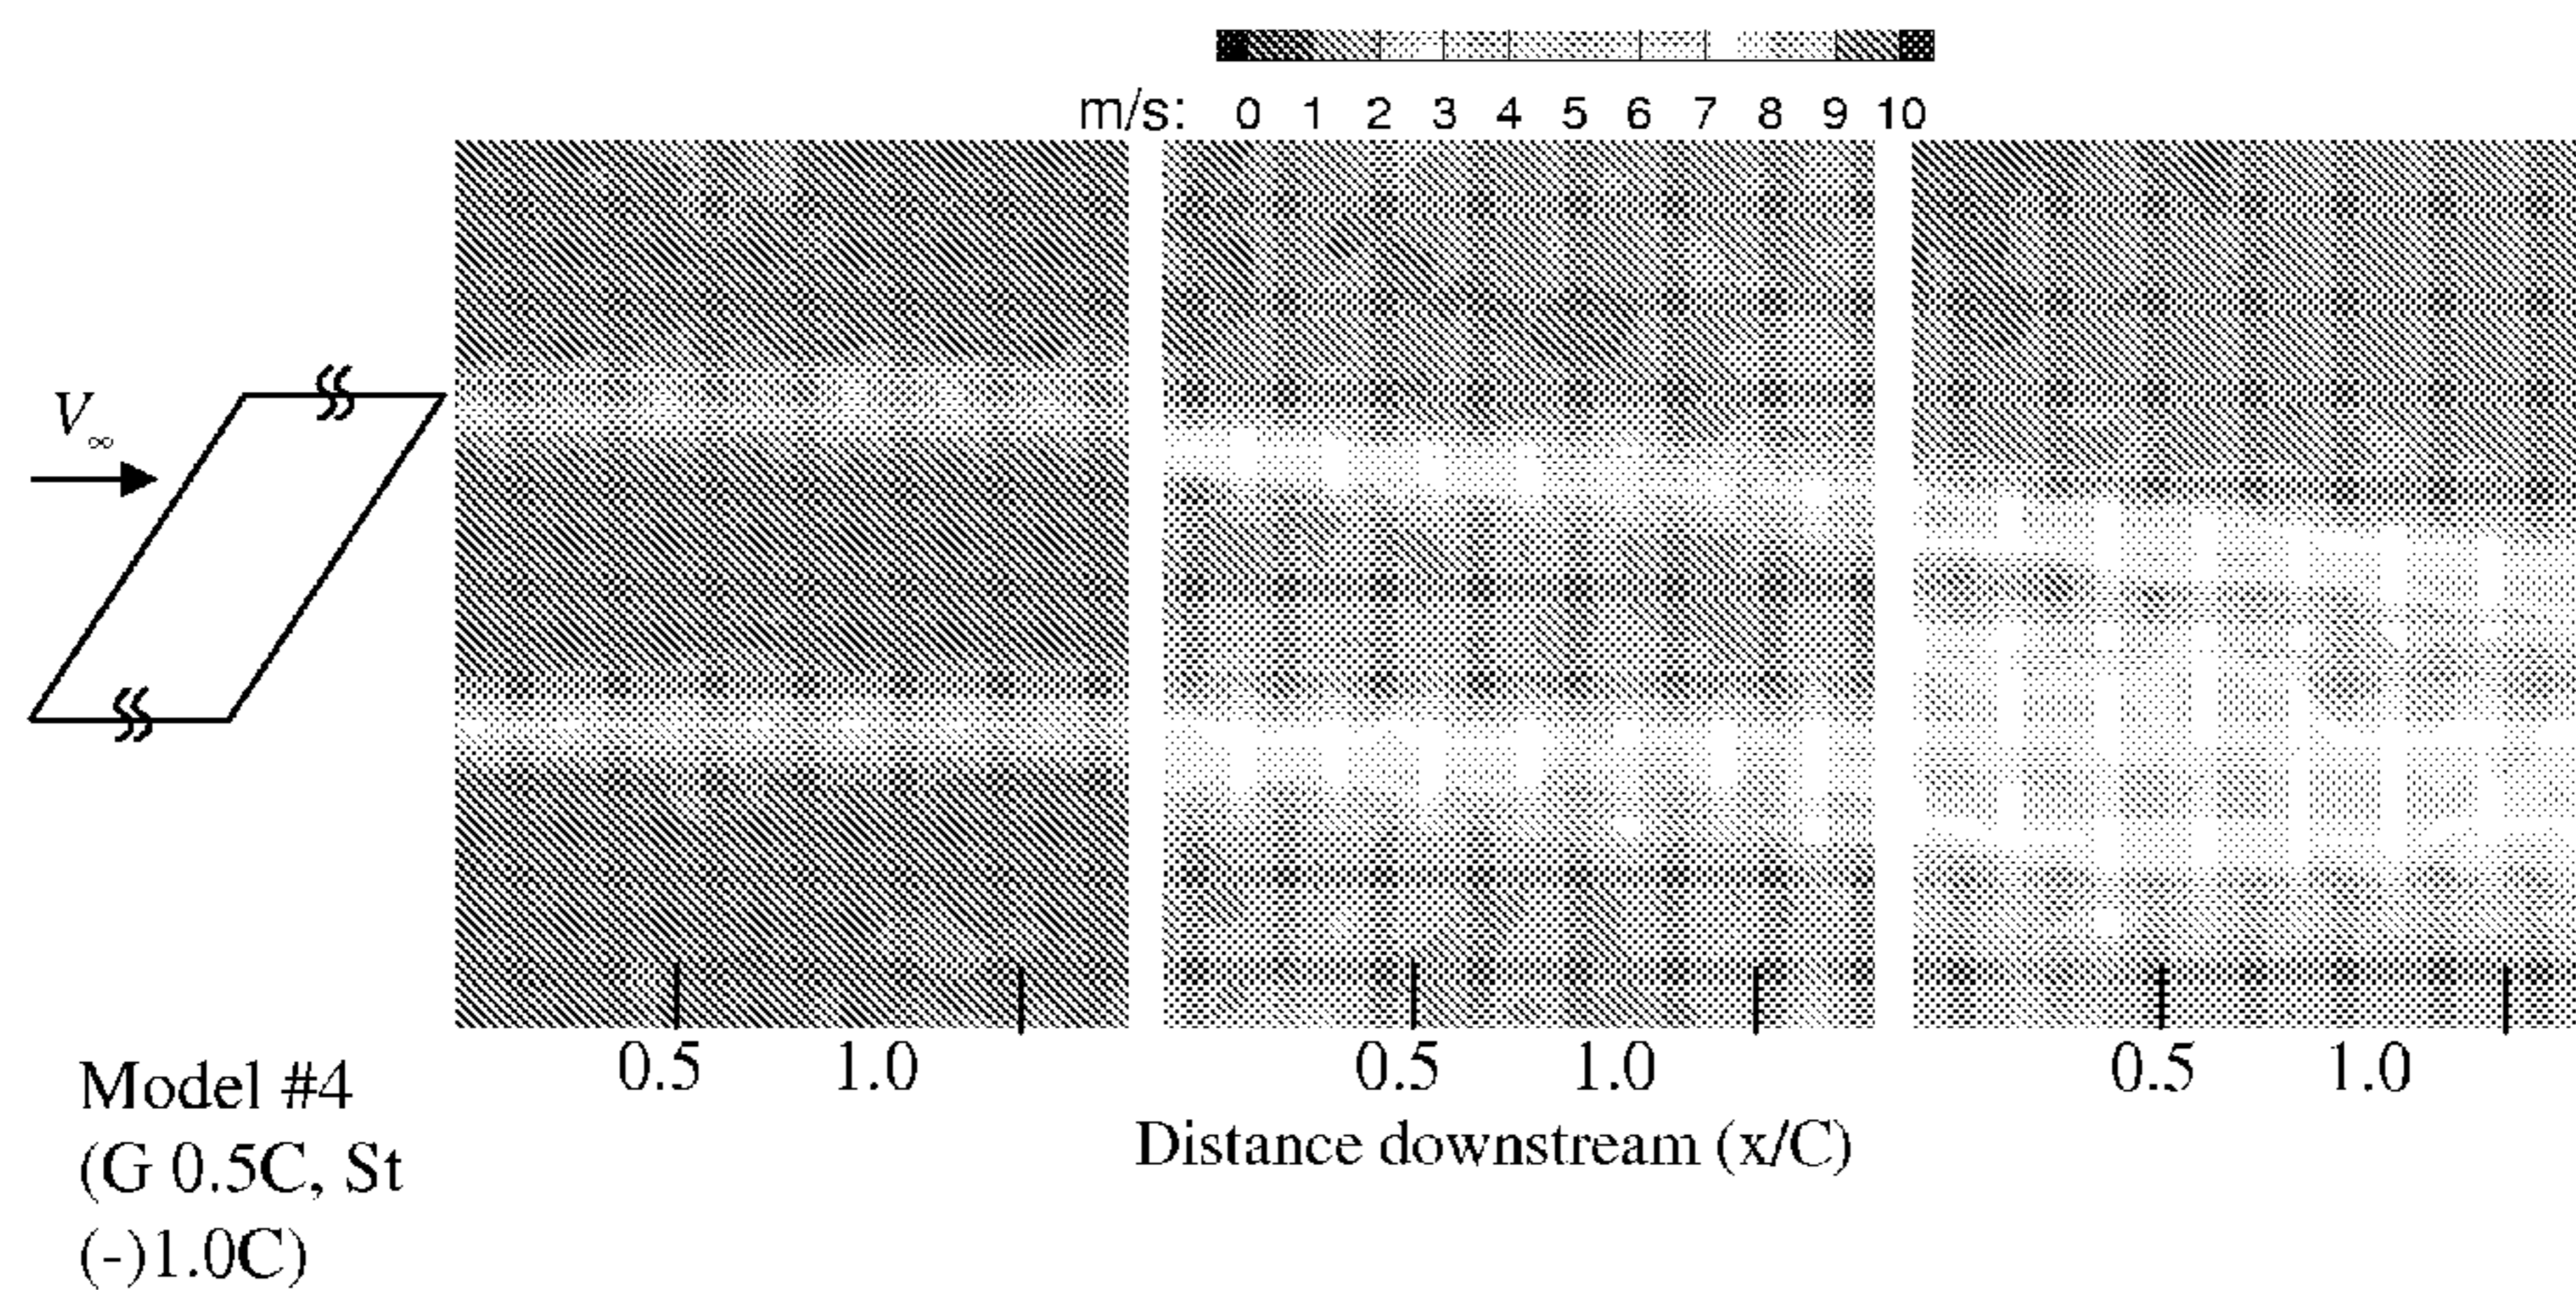 m/s: 0 1 2 3 4 5 6 7 8 9 10
V∞
0.5 1.0 0.5 1.0 0.5 1.0
Distance downstream (x/C)
Model #4
(G 0.5C, St
(-)1.0C)